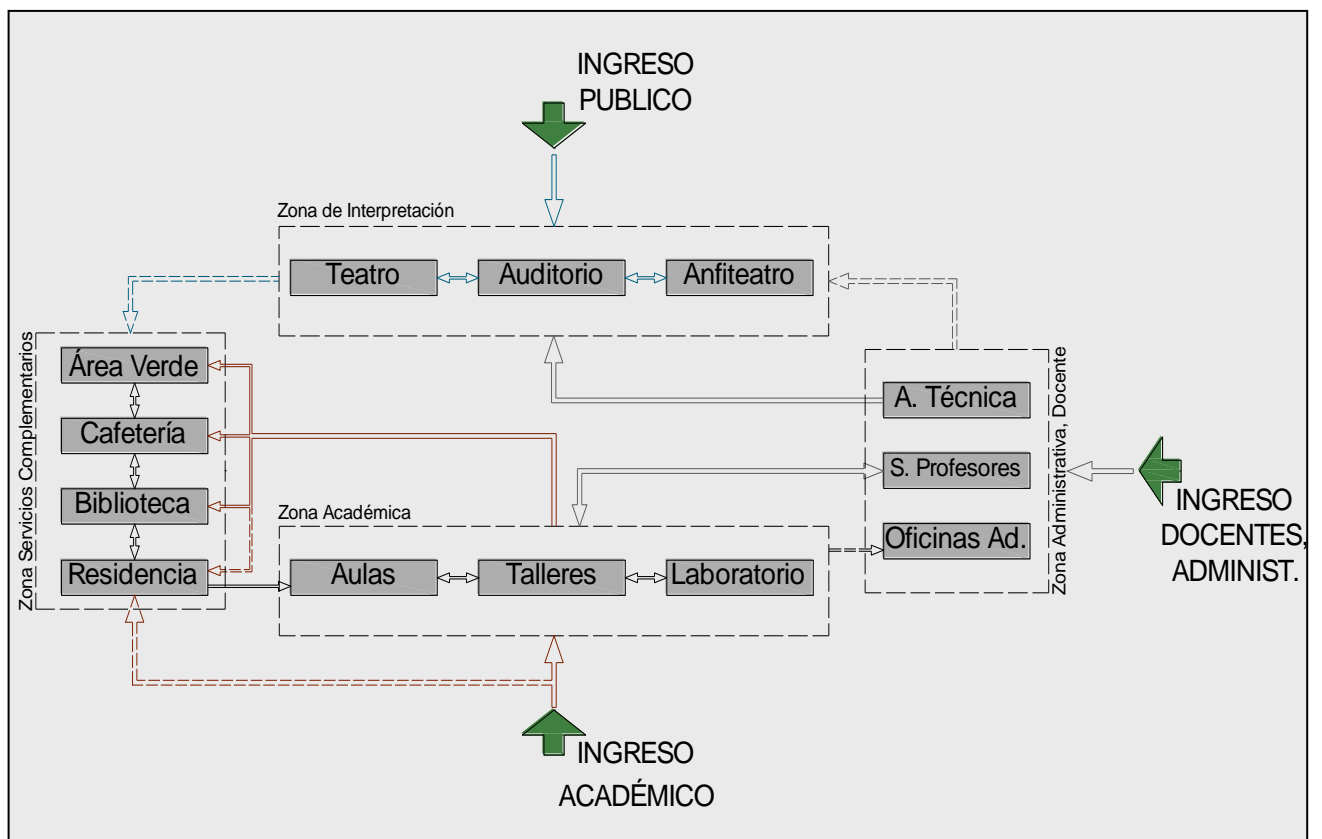 INGRESO
PUBLICO
Zona de Interpretación
Teatro
Auditorio
Anfiteatro
Zona Servicios Complementarios
Área Verde
Cafetería
Biblioteca
Residencia
Zona Académica
Aulas
Talleres
Laboratorio
A. Técnica
S. Profesores
Oficinas Ad.
Zona Administrativa, Docente
INGRESO
DOCENTES,
ADMINIST.
INGRESO
ACADÉMICO